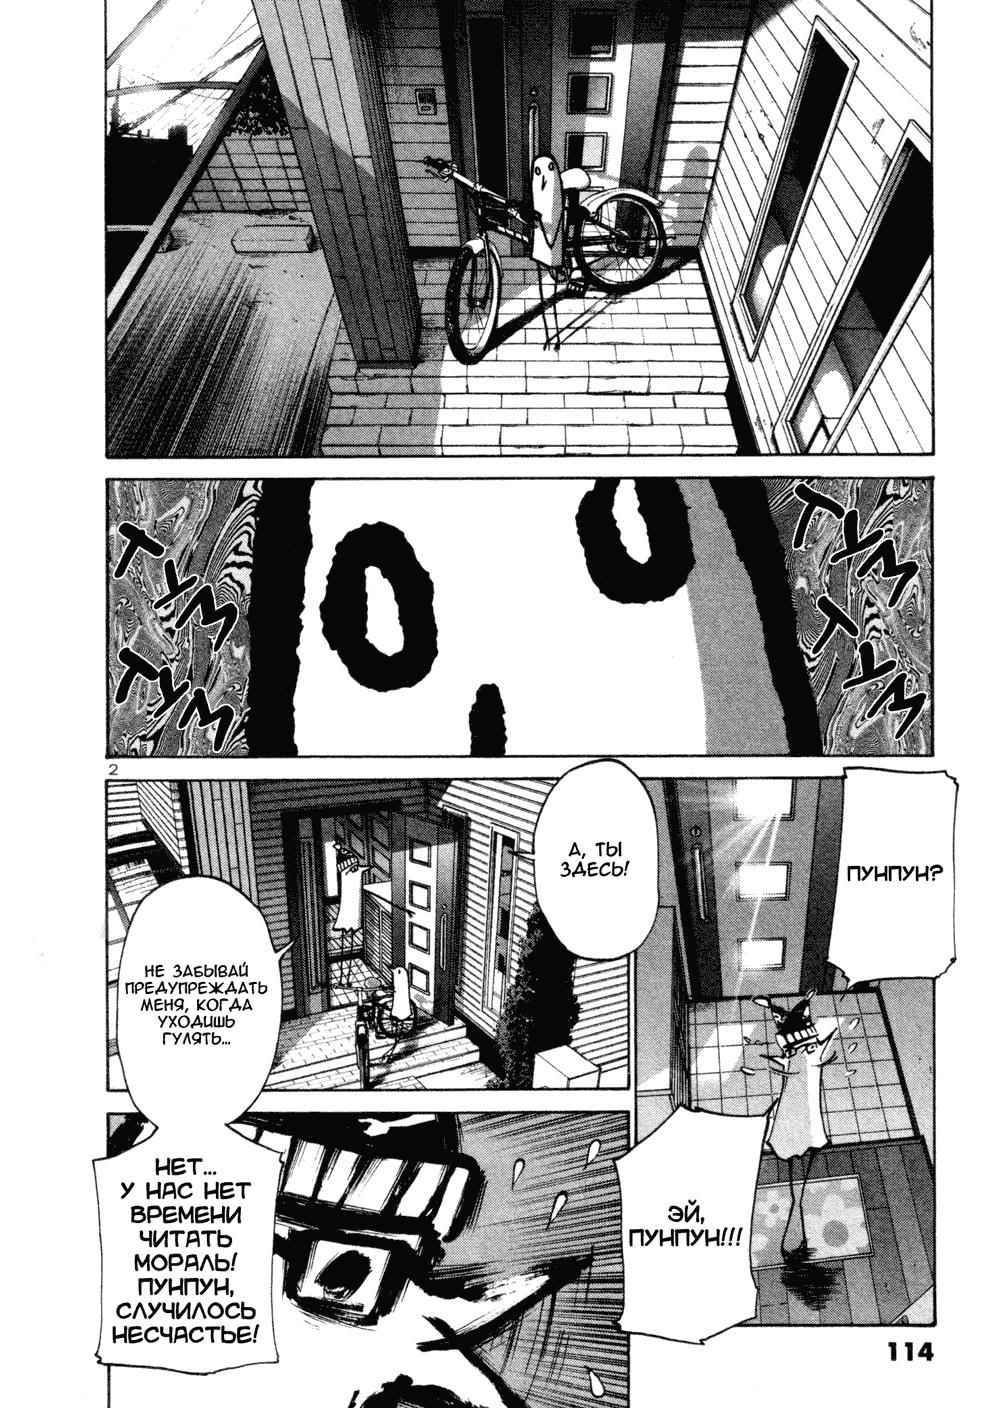 ТУМ
ТУМ
ТУМ
ТУМ
2
ПУНПУН?
ЭЙ,
ПУНПУН!!!
А, ТЫ
ЗДЕСЬ!
НЕ ЗАБЫВАЙ
ПРЕДУПРЕЖДАТЬ
МЕНЯ, КОГДА
УХОДИШЬ
ГУЛЯТЬ...
НЕТ...
У НАС НЕТ
ВРЕМЕНИ
ЧИТАТЬ
МОРАЛЬ!
ПУНПУН,
СЛУЧИЛОСЬ
НЕСЧАСТЬЕ!
114